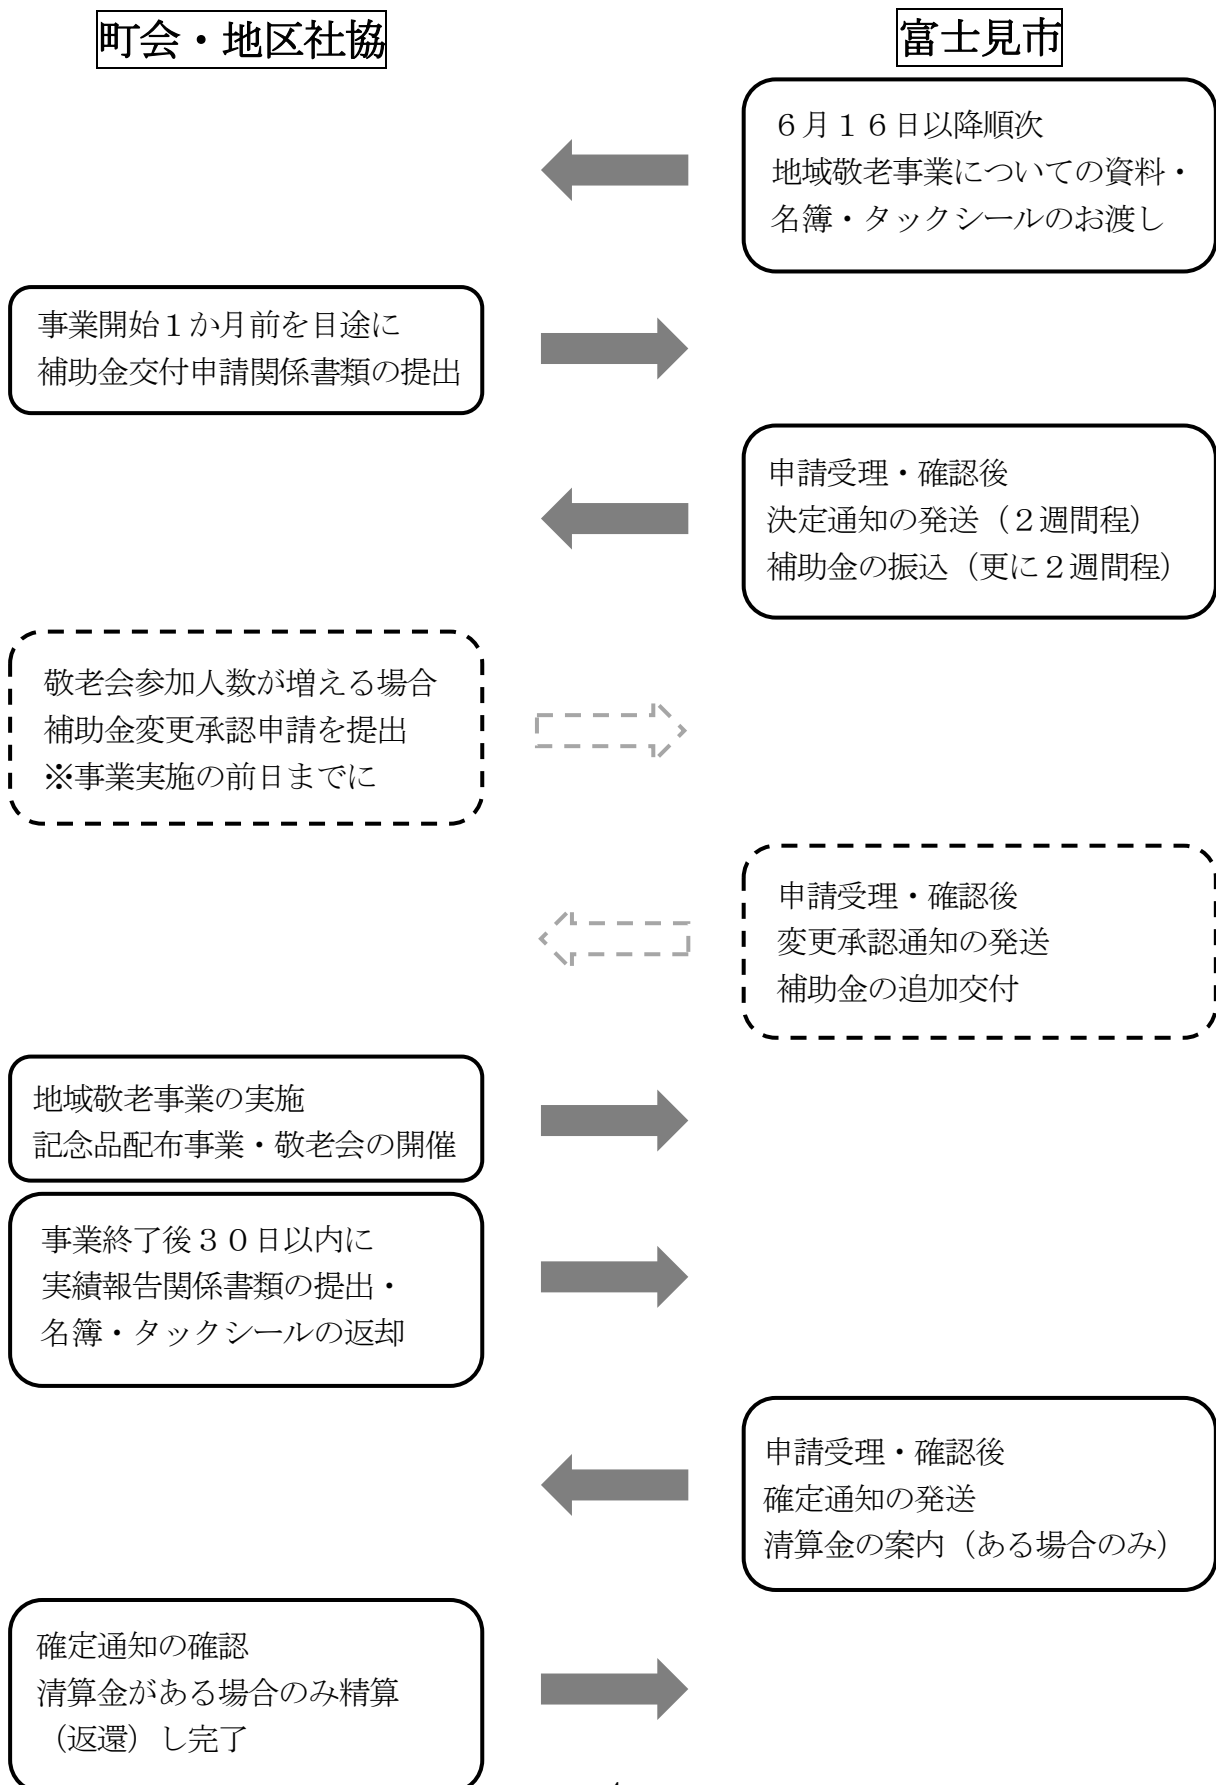 町会・地区社協
富士見市
６月１６日以降順次
地域敬老事業についての資料・
名簿・タックシールのお渡し
事業開始１か月前を目途に
補助金交付申請関係書類の提出
申請受理・確認後
決定通知の発送（２週間程）
補助金の振込（更に２週間程）
敬老会参加人数が増える場合
補助金変更承認申請を提出
※事業実施の前日までに
申請受理・確認後
変更承認通知の発送
補助金の追加交付
地域敬老事業の実施
記念品配布事業・敬老会の開催
事業終了後３０日以内に
実績報告関係書類の提出・
名簿・タックシールの返却
申請受理・確認後
確定通知の発送
清算金の案内（ある場合のみ）
確定通知の確認
清算金がある場合のみ精算
（返還）し完了